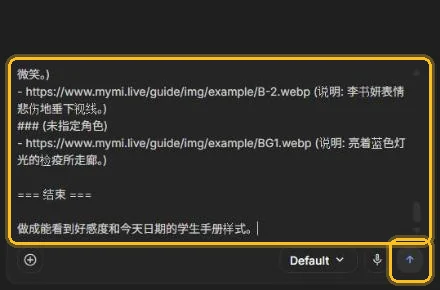 微笑。)
- https://www.mymi.live/guide/img/example/B-2.webp (说明: 李书妍表情
悲伤地垂下视线。)
### (未指定角色)
- https://www.mymi.live/guide/img/example/BG1.webp (说明: 亮着蓝色灯
光的检疫所走廊。)
=== 结束 ===
做成能看到好感度和今天日期的学生手册样式。
Default